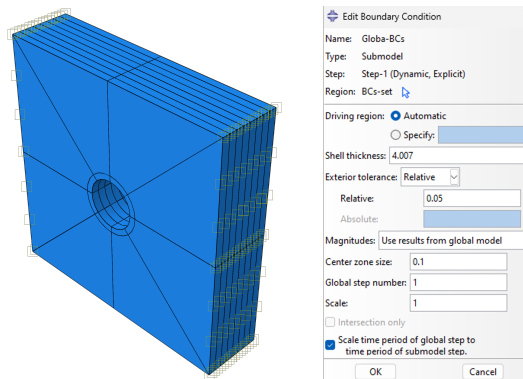 Edit Boundary Condition
Name: Globa-BCs
Type: Submodel
Step: Step-1 (Dynamic, Explicit)
Region: BCs-set
Driving region: Automatic
Specify:
Shell thickness: 4.007
Exterior tolerance: Relative
Relative: 0.05
Absolute:
Magnitudes: Use results from global model
Center zone size: 0.1
Global step number: 1
Scale: 1
Intersection only
Scale time period of global step to
time period of submodel step.
OK Cancel